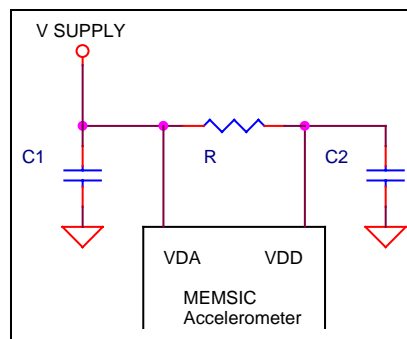 V SUPPLY
C1
R
C2
VDA
VDD
MEMSIC
Accelerometer